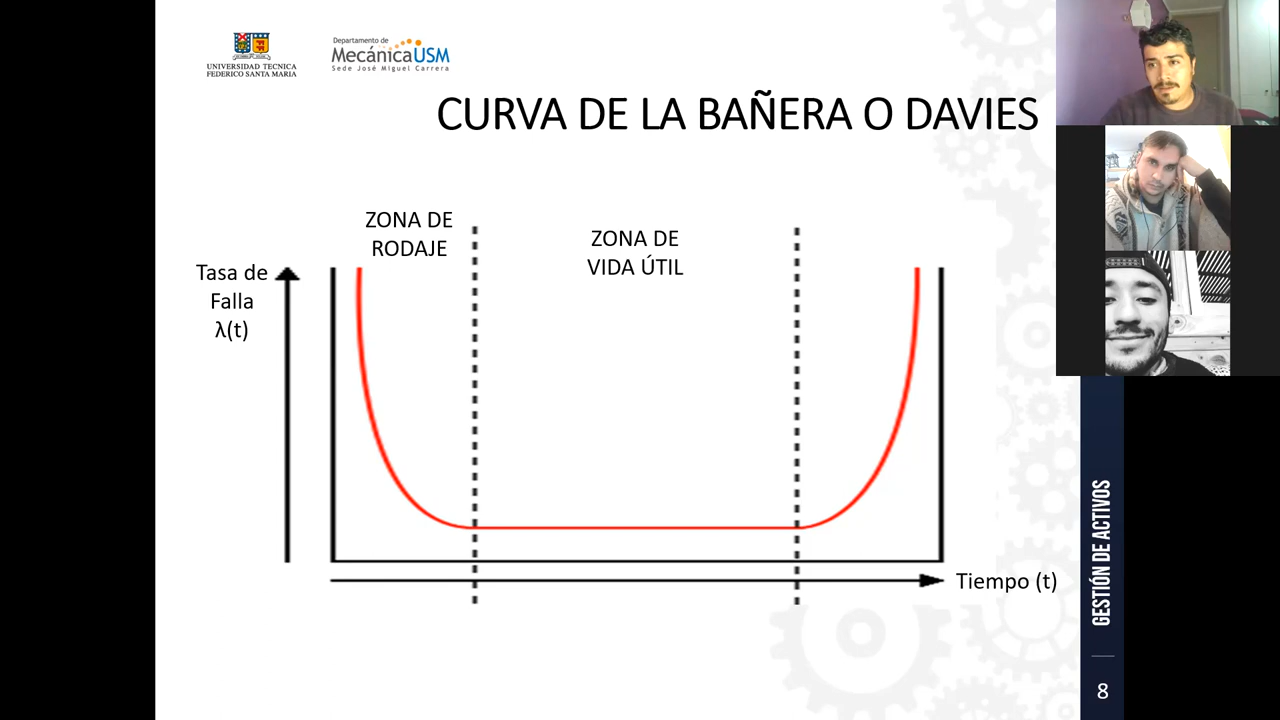 UNIVERSIDAD TECNICA
FEDERICO SANTA MARIA
Departamento de
MecánicaUSM
Sede José Miguel Carrera
CURVA DE LA BAÑERA O DAVIES
ZONA DE
RODAJE
ZONA DE
VIDA ÚTIL
Tasa de
Falla
λ(t)
Tiempo (t)
GESTIÓN DE ACTIVOS
8